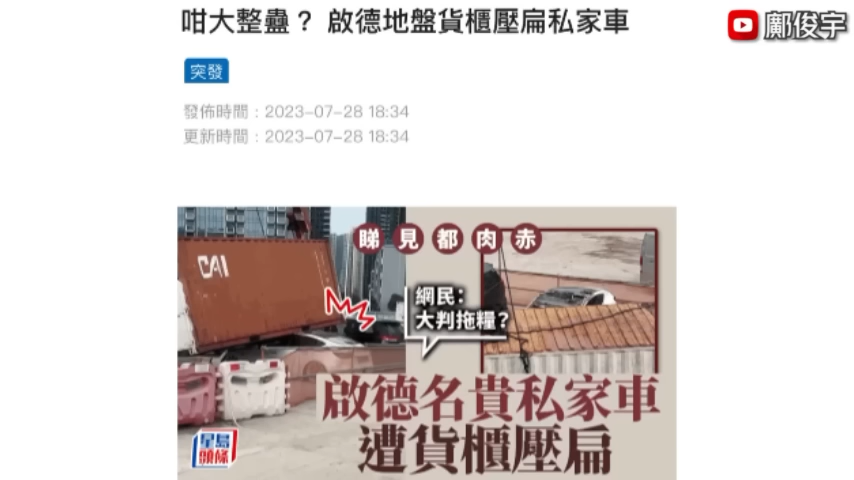 咁大整蠱？ 啟德地盤貨櫃壓扁私家車
鄺俊宇
突發
發佈時間：2023-07-28 18:34
更新時間：2023-07-28 18:34
睇見都肉赤
CAI
網民：
大判拖糧？
啟德名貴私家車
遭貨櫃壓扁
星島
頭條